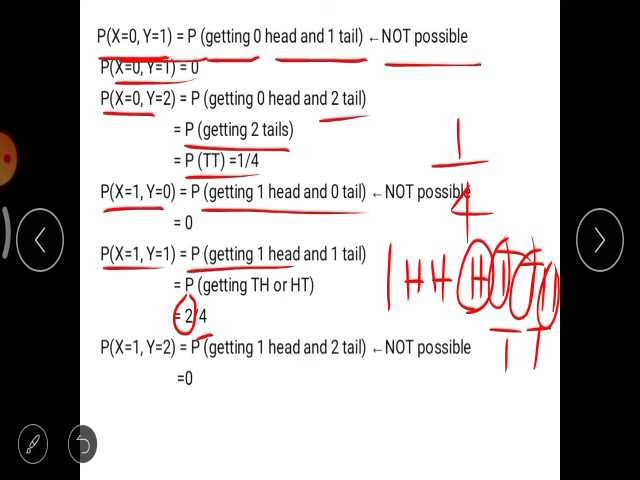 P(X=0, Y=1) = P (getting 0 head and 1 tail) ←NOT possible
P(X=0, Y=1) = 0
P(X=0, Y=2) = P (getting 0 head and 2 tail)
= P (getting 2 tails)
= P (TT) =1/4
P(X=1, Y=0) = P (getting 1 head and 0 tail) ←NOT possible
= 0
P(X=1, Y=1) = P (getting 1 head and 1 tail)
= P (getting TH or HT)
= 2/4
P(X=1, Y=2) = P (getting 1 head and 2 tail) ←NOT possible
=0
1
4
H H H T T H
T T